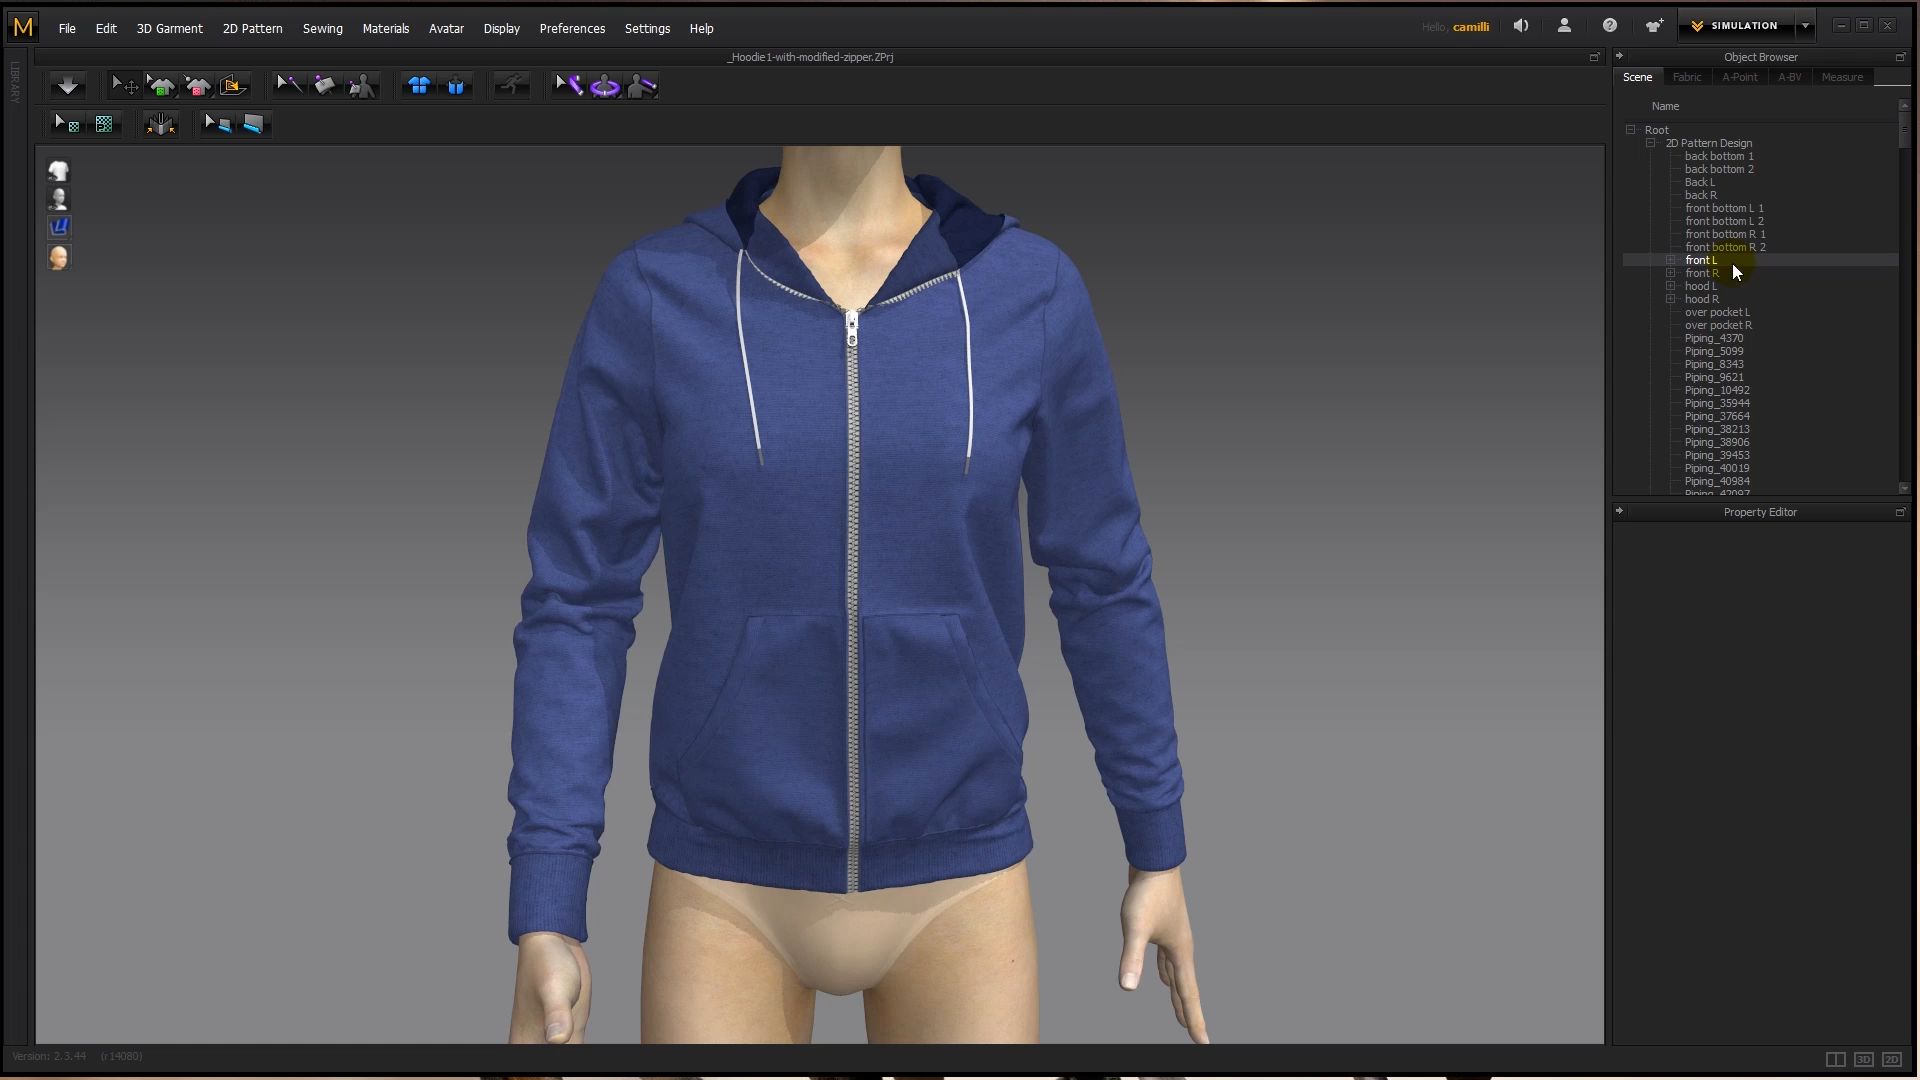 M File Edit 3D Garment 2D Pattern Sewing Materials Avatar Display Preferences Settings Help Hello, camilli SIMULATION
_Hoodie1-with-modified-zipper.ZPrj
Object Browser
LIBRARY
Scene Fabric A-Point A-BV Measure
Name
Root
2D Pattern Design
back bottom 1
back bottom 2
Back L
back R
front bottom L 1
front bottom L 2
front bottom R 1
front bottom R 2
front L
front R
hood L
hood R
over pocket L
over pocket R
Piping_4370
Piping_5099
Piping_8343
Piping_9621
Piping_10492
Piping_35944
Piping_37664
Piping_38213
Piping_38906
Piping_39453
Piping_40019
Piping_40984
Piping_42097
Property Editor
Version: 2.3.44 (r14080)
3D 2D